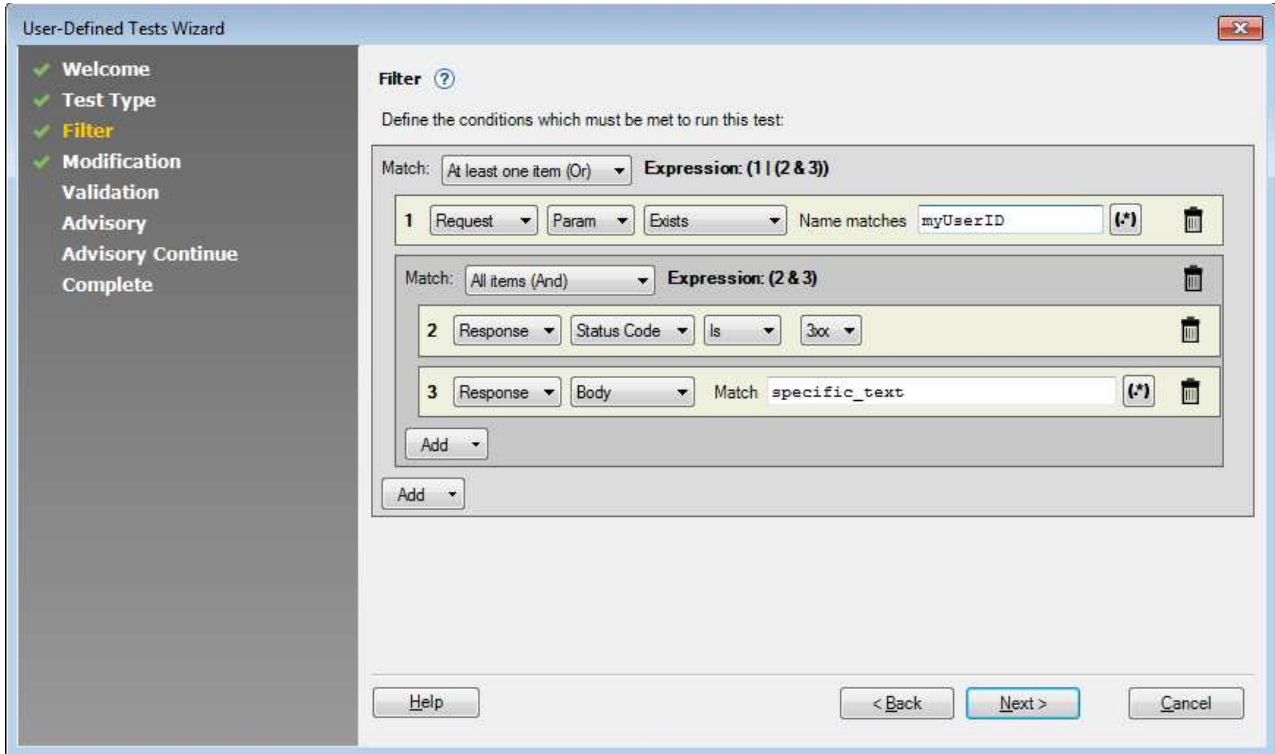 User-Defined Tests Wizard
Welcome
Test Type
Filter
Modification
Validation
Advisory
Advisory Continue
Complete
Filter ?
Define the conditions which must be met to run this test:
Match: At least one item (Or) Expression: (1 | (2 & 3))
1 Request Param Exists Name matches myUserID (.*)
Match: All items (And) Expression: (2 & 3)
2 Response Status Code Is 3xx
3 Response Body Match specific_text (.*)
Add
Add
Help < Back Next > Cancel